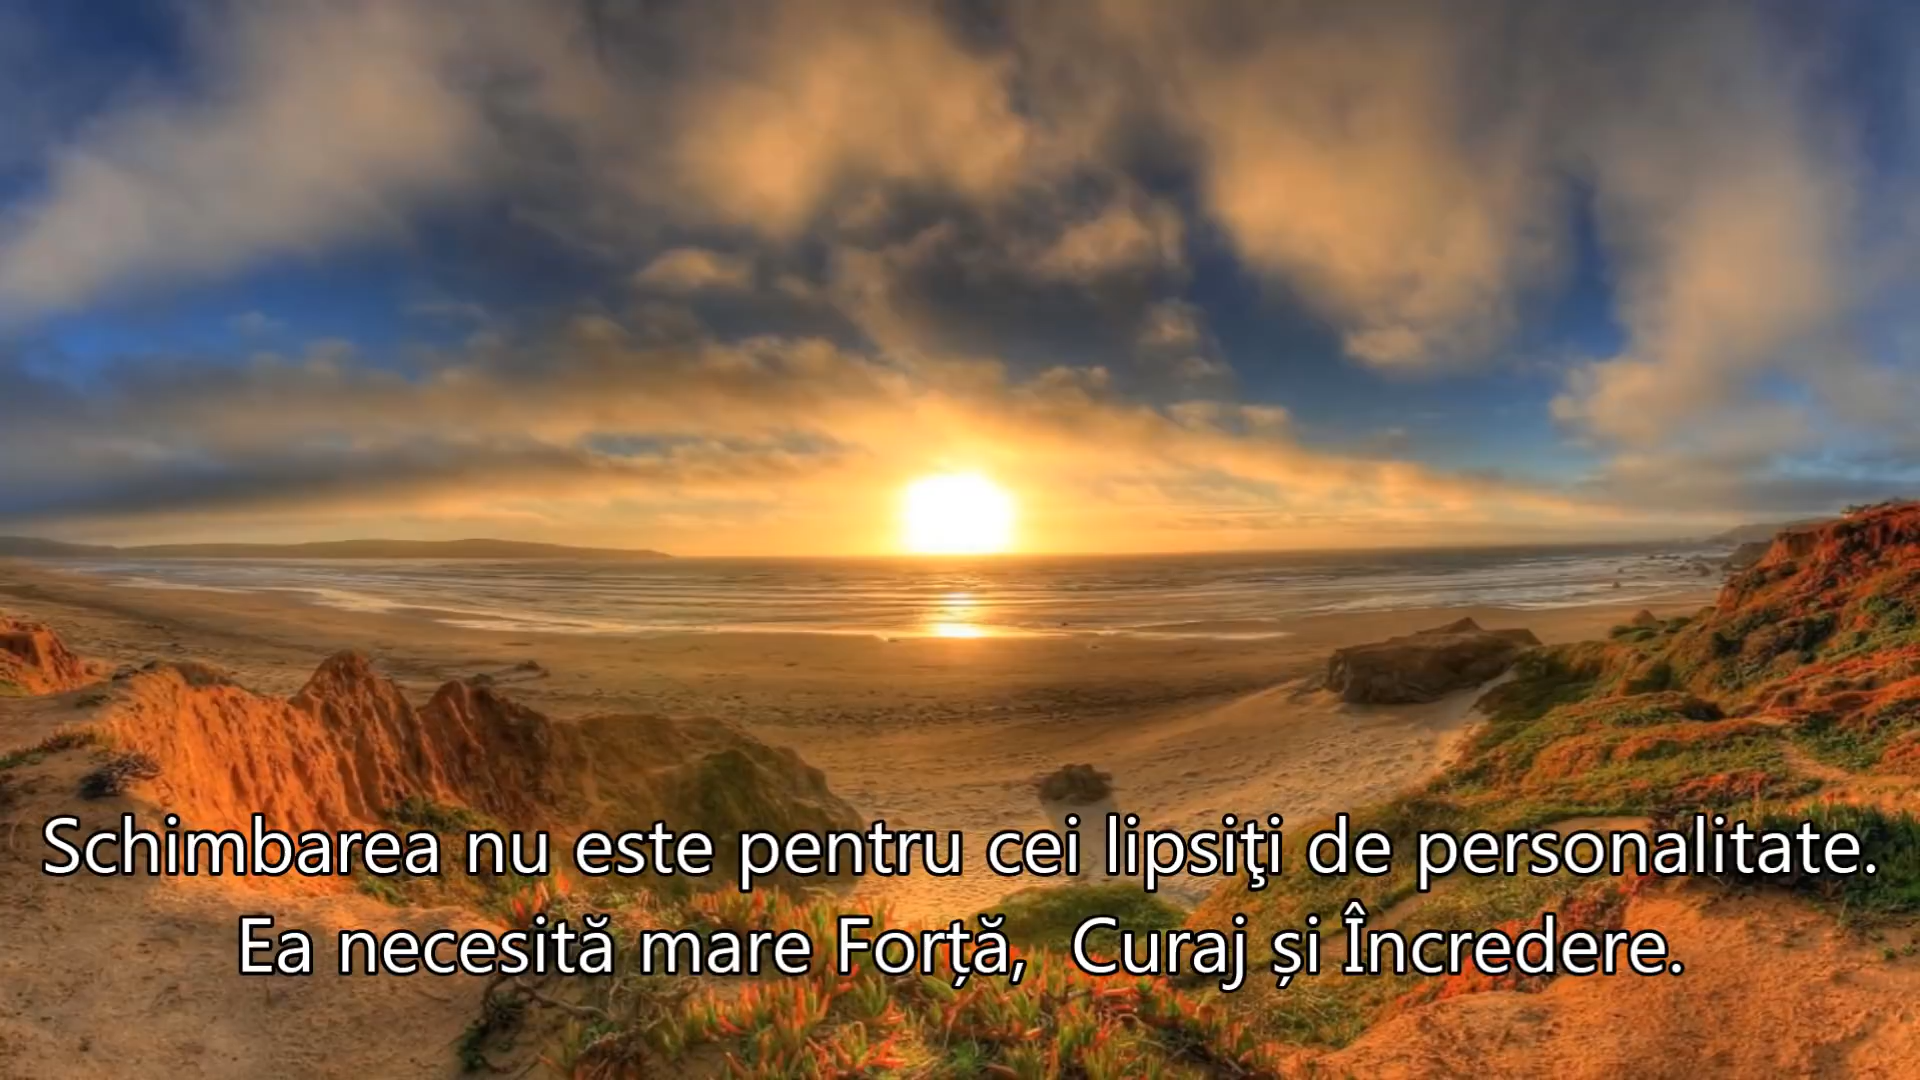 Schimbarea nu este pentru cei lipsiţi de personalitate.
Ea necesită mare Forță, Curaj și Încredere.